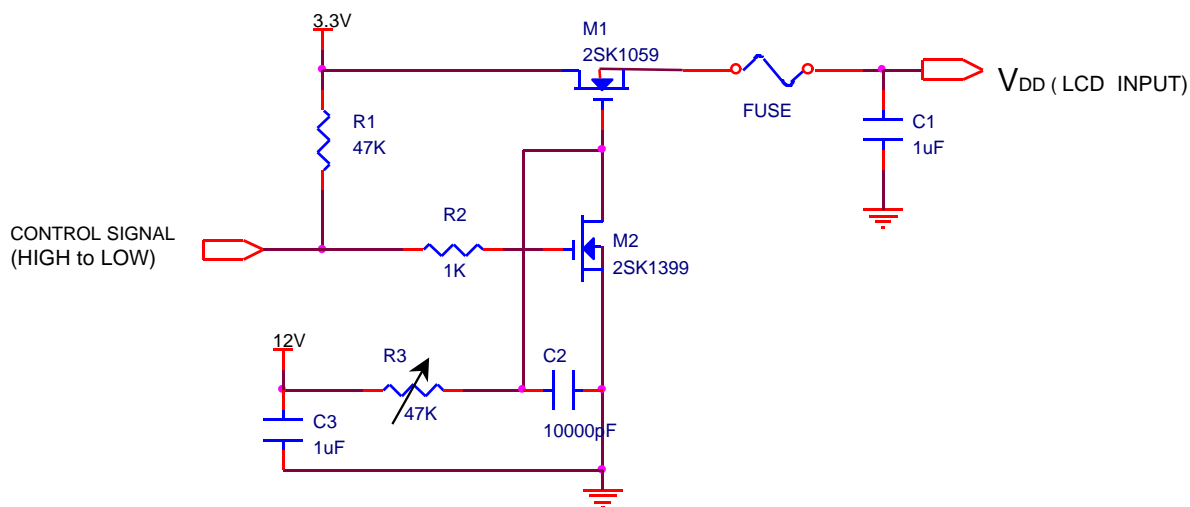 3.3V
M1
2SK1059
FUSE
VDD ( LCD INPUT)
R1
47K
C1
1uF
CONTROL SIGNAL
(HIGH to LOW)
R2
1K
M2
2SK1399
12V
R3
47K
C2
10000pF
C3
1uF